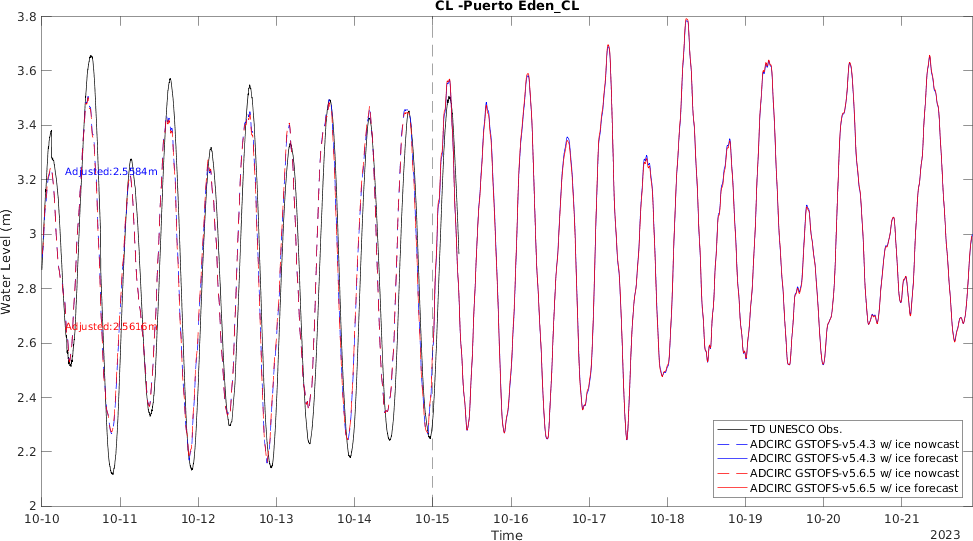 CL -Puerto Eden_CL
3.8
3.6
3.4
3.2
3
2.8
2.6
2.4
2.2
2
Water Level (m)
Adjusted:2.5584m
Adjusted:2.5616m
TD UNESCO Obs.
ADCIRC GSTOFS-v5.4.3 w/ ice nowcast
ADCIRC GSTOFS-v5.4.3 w/ ice forecast
ADCIRC GSTOFS-v5.6.5 w/ ice nowcast
ADCIRC GSTOFS-v5.6.5 w/ ice forecast
10-10 10-11 10-12 10-13 10-14 10-15 10-16 10-17 10-18 10-19 10-20 10-21
Time
2023